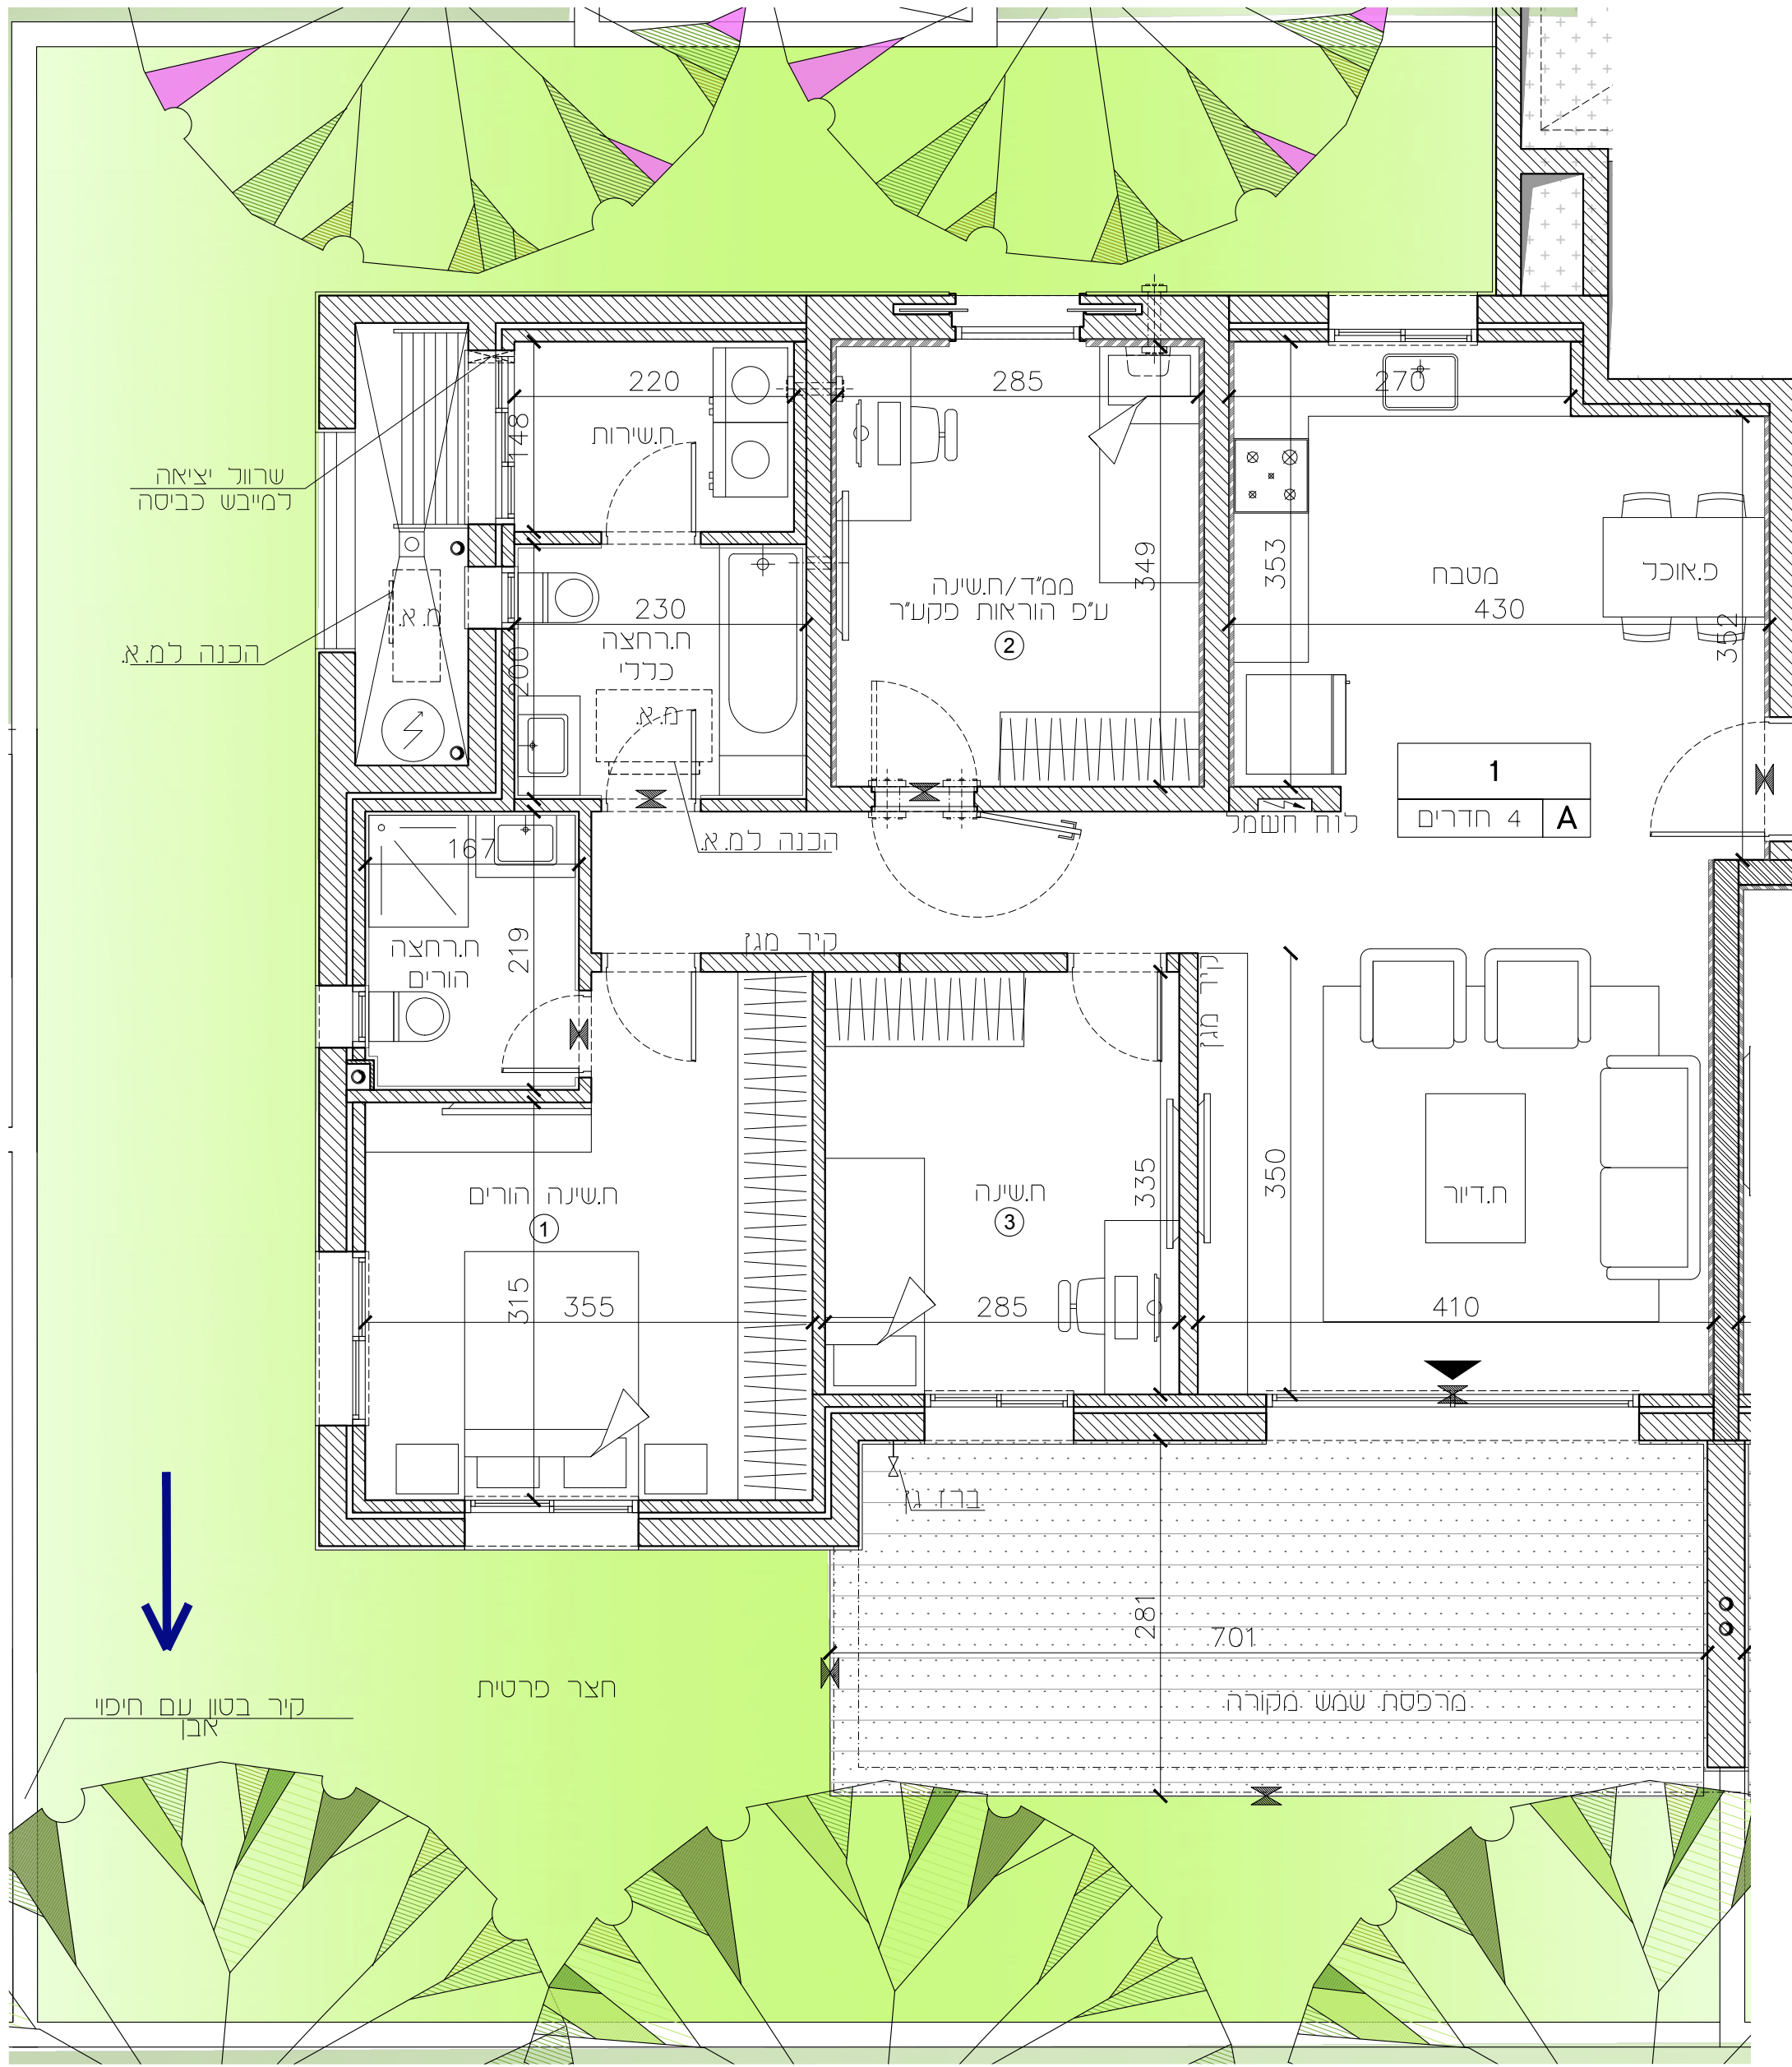 220
285
270
148
ח.שירות
שרוול יציאה
למייבש כביסה
349
353
ממ"ד/ח.שינה
ע"פ הוראות פקע"ר
2
מטבח
430
פ.אוכל
352
מ.א.
הכנה למ.א.
230
ח.רחצה
כללי
200
מ.א.
הכנה למ.א.
לוח חשמל
1
4 חדרים
A
167
219
ח.רחצה
הורים
קיר מגן
קיר מגן
ח.שינה הורים
1
315
355
ח.שינה
3
335
285
350
ח.דיור
410
ברז גן
281
701
מרפסת שמש מקורה
חצר פרטית
קיר בטון עם חיפוי
אבן